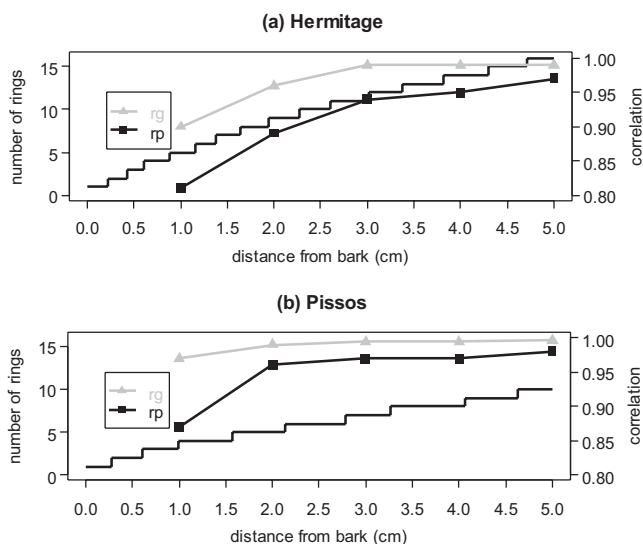 (a) Hermitage
number of rings
15
10
5
0
rg
rp
1.00
0.95
0.90
0.85
0.80
correlation
0.0 0.5 1.0 1.5 2.0 2.5 3.0 3.5 4.0 4.5 5.0
distance from bark (cm)
(b) Pissos
number of rings
15
10
5
0
rg
rp
1.00
0.95
0.90
0.85
0.80
correlation
0.0 0.5 1.0 1.5 2.0 2.5 3.0 3.5 4.0 4.5 5.0
distance from bark (cm)